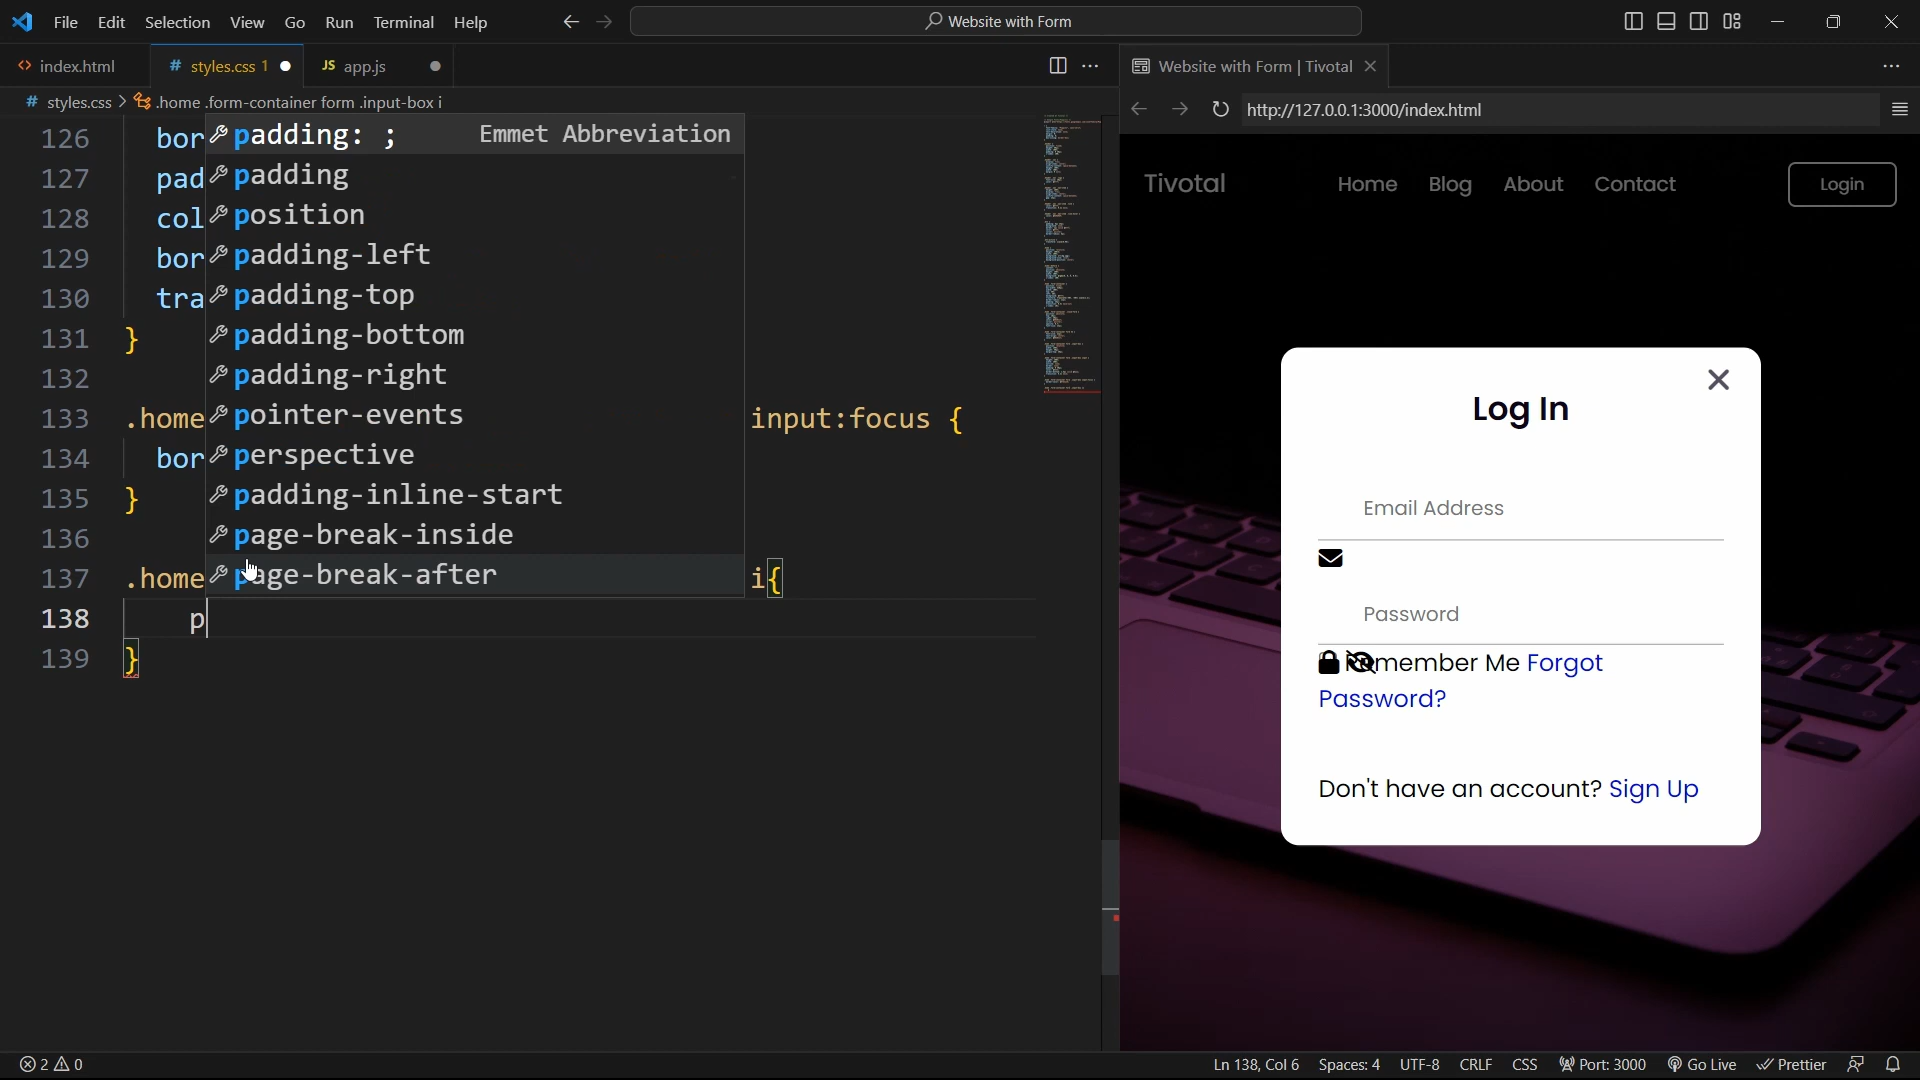 File Edit Selection View Go Run Terminal Help
Website with Form
index.html
# styles.css 1
JS app.js
Website with Form | Tivotal
# styles.css > .home .form-container form .input-box i
http://127.0.0.1:3000/index.html
126 bor
127 pad
128 col
129 bor
130 tra
131 }
132
133 .home input:focus {
134 bor
135 }
136
137 .home i{
138 p
139 }
padding: ; Emmet Abbreviation
padding
position
padding-left
padding-top
padding-bottom
padding-right
pointer-events
perspective
padding-inline-start
page-break-inside
page-break-after
Tivotal
Home Blog About Contact
Login
Log In
Email Address
Password
Remember Me Forgot
Password?
Don't have an account? Sign Up
2 0
Ln 138, Col 6 Spaces: 4 UTF-8 CRLF CSS Port: 3000 Go Live Prettier